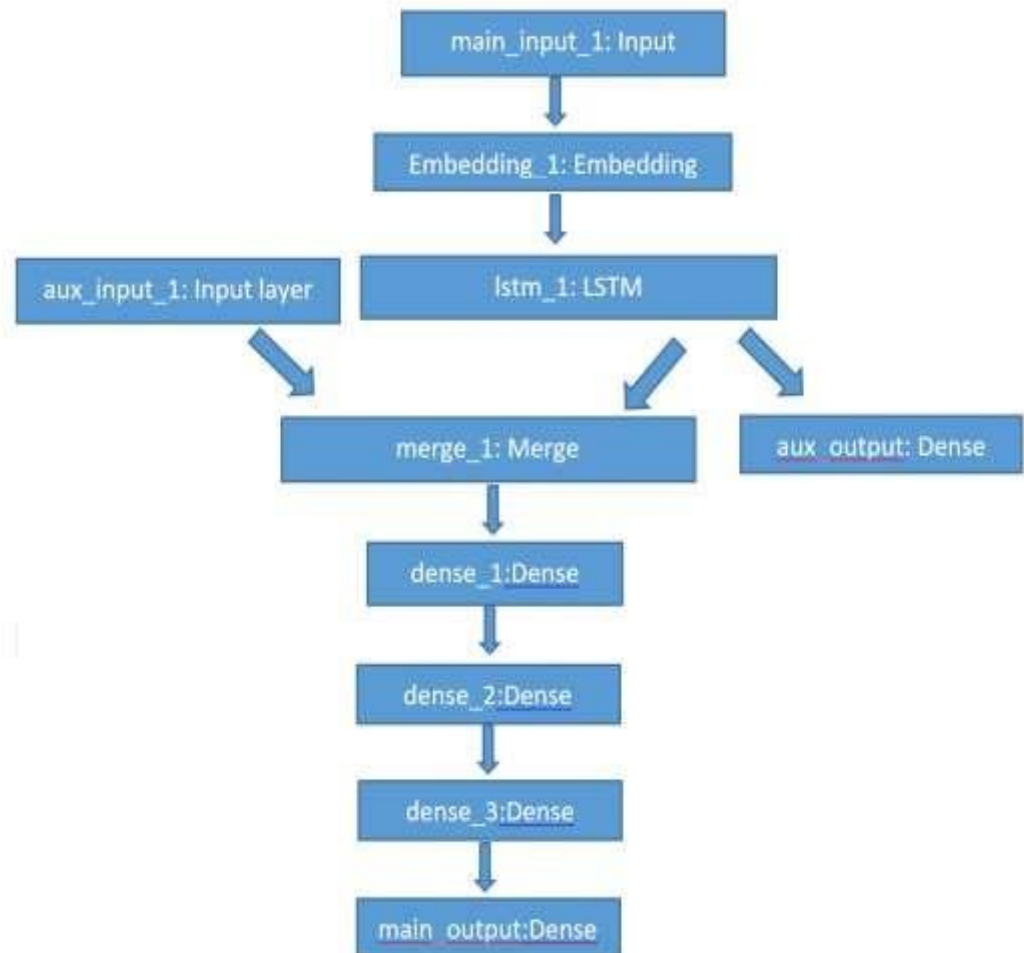 main_input_1: Input
Embedding_1: Embedding
aux_input_1: Input layer
lstm_1: LSTM
merge_1: Merge
aux_output: Dense
dense_1:Dense
dense_2:Dense
dense_3:Dense
main_output:Dense